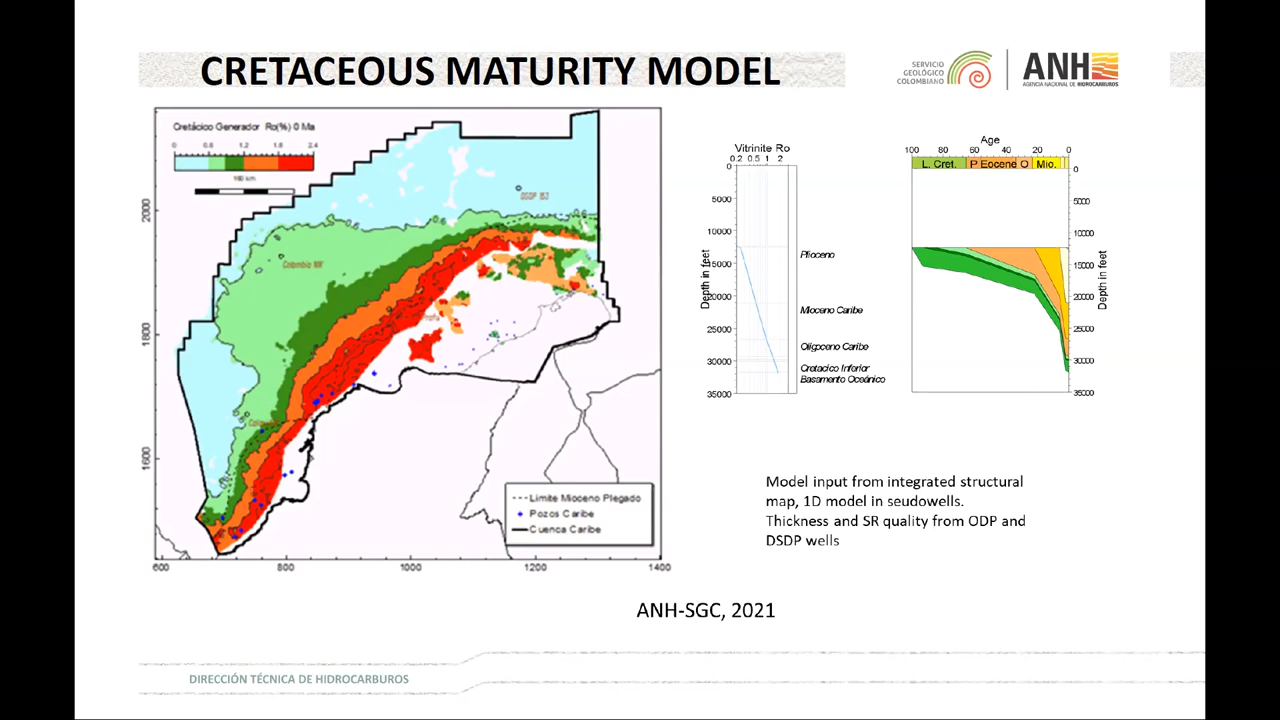 CRETACEOUS MATURITY MODEL
SERVICIO
GEOLÓGICO
COLOMBIANO
ANH
AGENCIA NACIONAL DE HIDROCARBUROS
Cretácico Generador Ro(%) 0 Ma
0 0.6 1.2 1.8 2.4
160 km
2000
1800
1600
600 800 1000 1200 1400
DSDP 153
Limite Mioceno Plegado
Pozos Caribe
Cuenca Caribe
Vitrinite Ro
0.2 0.5 1 2
0
5000
10000
15000
20000
25000
30000
35000
Depth in feet
Plioceno
Mioceno Caribe
Oligoceno Caribe
Cretacico Inferior
Basamento Oceánico
Age
100 80 60 40 20 0
L. Cret. P Eocene O Mio.
0
5000
10000
15000
20000
25000
30000
35000
Depth in feet
Model input from integrated structural
map, 1D model in seudowells.
Thickness and SR quality from ODP and
DSDP wells
ANH-SGC, 2021
DIRECCIÓN TÉCNICA DE HIDROCARBUROS